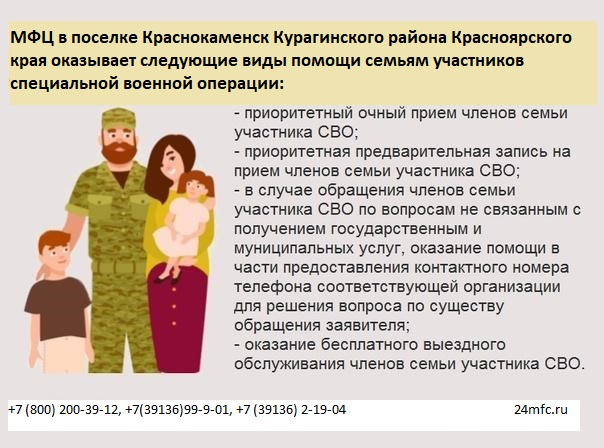 МФЦ в поселке Краснокаменск Курагинского района Красноярского
края оказывает следующие виды помощи семьям участников
специальной военной операции:
- приоритетный очный прием членов семьи
участника СВО;
- приоритетная предварительная запись на
прием членов семьи участника СВО;
- в случае обращения членов семьи
участника СВО по вопросам не связанным с
получением государственным и
муниципальных услуг, оказание помощи в
части предоставления контактного номера
телефона соответствующей организации
для решения вопроса по существу
обращения заявителя;
- оказание бесплатного выездного
обслуживания членов семьи участника СВО.
+7 (800) 200-39-12, +7(39136)99-9-01, +7 (39136) 2-19-04 24mfc.ru